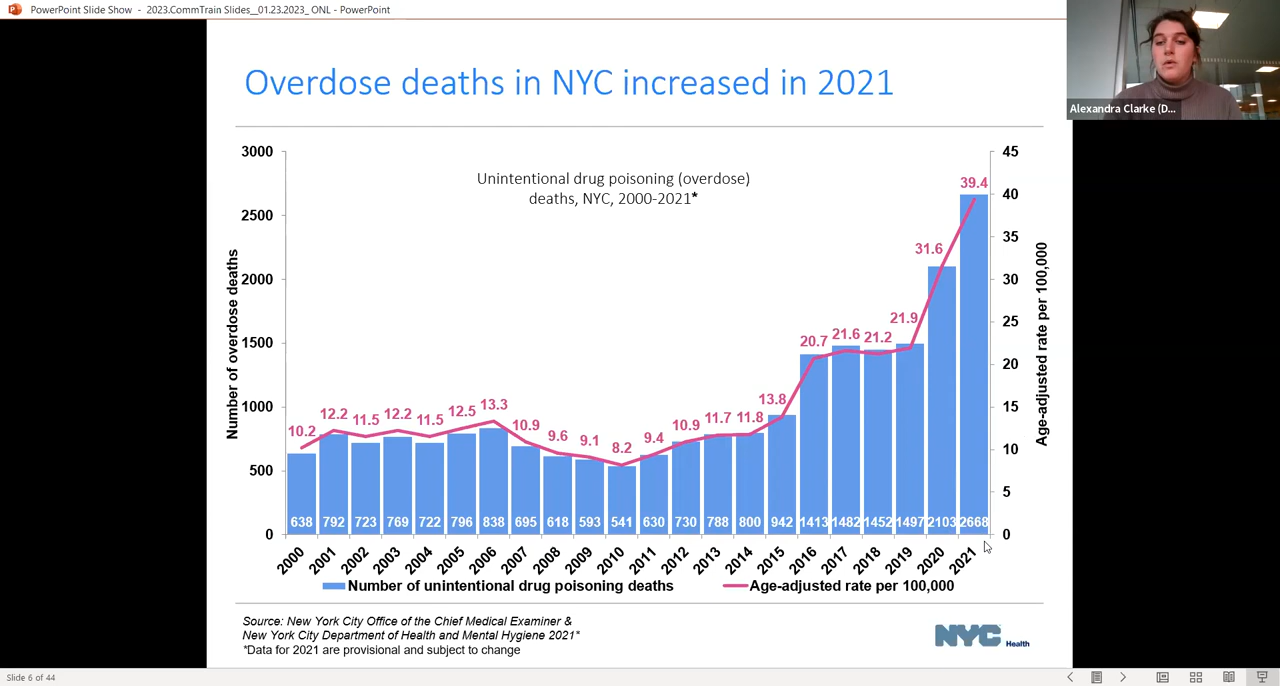 PowerPoint Slide Show - 2023.CommTrain Slides__01.23.2023_ ONL - PowerPoint
Alexandra Clarke (D...
Overdose deaths in NYC increased in 2021
Unintentional drug poisoning (overdose)
deaths, NYC, 2000-2021*
Number of overdose deaths
3000
2500
2000
1500
1000
500
0
45
40
35
30
25
20
15
10
5
0
Age-adjusted rate per 100,000
10.2 12.2 11.5 12.2 11.5 12.5 13.3 10.9 9.6 9.1 8.2 9.4 10.9 11.7 11.8 13.8 20.7 21.6 21.2 21.9 31.6 39.4
638 792 723 769 722 796 838 695 618 593 541 630 730 788 800 942 1413 1482 1452 1497 2103 2668
2000 2001 2002 2003 2004 2005 2006 2007 2008 2009 2010 2011 2012 2013 2014 2015 2016 2017 2018 2019 2020 2021
Number of unintentional drug poisoning deaths Age-adjusted rate per 100,000
Source: New York City Office of the Chief Medical Examiner &
New York City Department of Health and Mental Hygiene 2021*
*Data for 2021 are provisional and subject to change
NYC Health
Slide 6 of 44